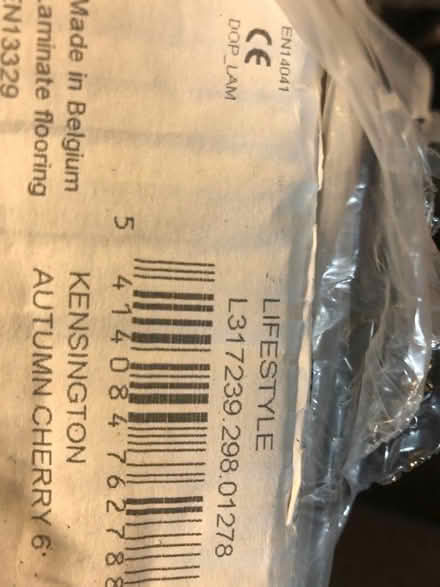 EN14041
CE
DOP_LAM
Made in Belgium
aminate flooring
EN13329
LIFESTYLE
L317239.298.01278
5 414084 762788
KENSINGTON
AUTUMN CHERRY 6